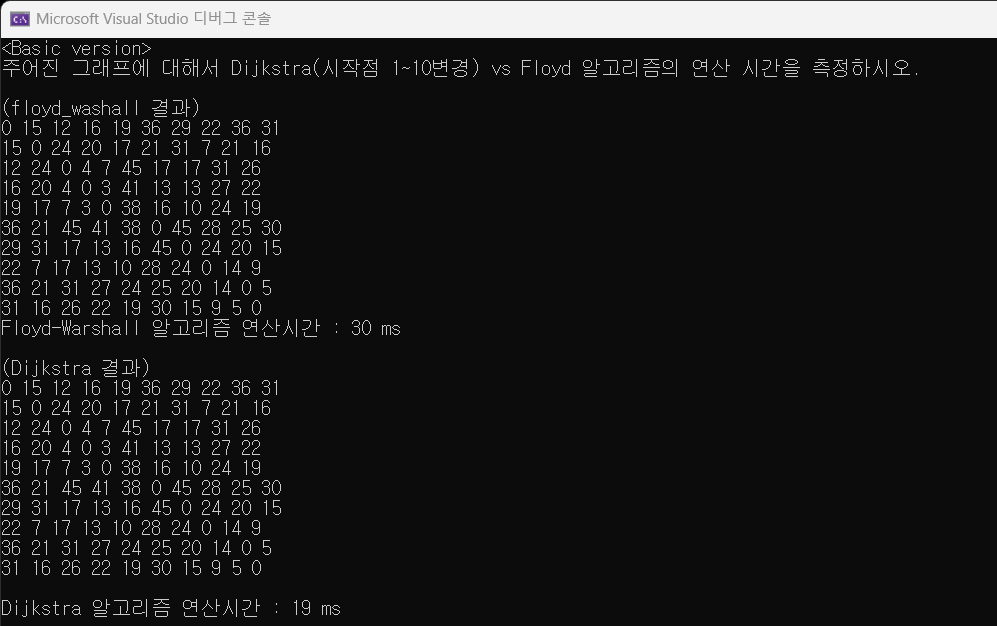 Microsoft Visual Studio 디버그 콘솔
<Basic version>
주어진 그래프에 대해서 Dijkstra(시작점 1~10변경) vs Floyd 알고리즘의 연산 시간을 측정하시오.
(floyd_washall 결과)
0 15 12 16 19 36 29 22 36 31
15 0 24 20 17 21 31 7 21 16
12 24 0 4 7 45 17 17 31 26
16 20 4 0 3 41 13 13 27 22
19 17 7 3 0 38 16 10 24 19
36 21 45 41 38 0 45 28 25 30
29 31 17 13 16 45 0 24 20 15
22 7 17 13 10 28 24 0 14 9
36 21 31 27 24 25 20 14 0 5
31 16 26 22 19 30 15 9 5 0
Floyd-Warshall 알고리즘 연산시간 : 30 ms
(Dijkstra 결과)
0 15 12 16 19 36 29 22 36 31
15 0 24 20 17 21 31 7 21 16
12 24 0 4 7 45 17 17 31 26
16 20 4 0 3 41 13 13 27 22
19 17 7 3 0 38 16 10 24 19
36 21 45 41 38 0 45 28 25 30
29 31 17 13 16 45 0 24 20 15
22 7 17 13 10 28 24 0 14 9
36 21 31 27 24 25 20 14 0 5
31 16 26 22 19 30 15 9 5 0
Dijkstra 알고리즘 연산시간 : 19 ms